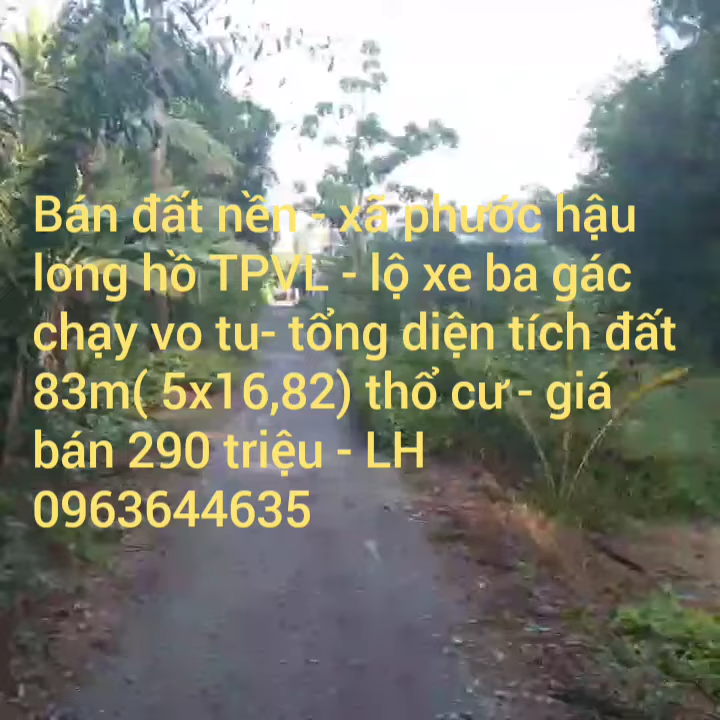 Bán đất nền - xã phước hậu
long hồ TPVL - lộ xe ba gác
chạy vo tu- tổng diện tích đất
83m( 5x16,82) thổ cư - giá
bán 290 triệu - LH
0963644635